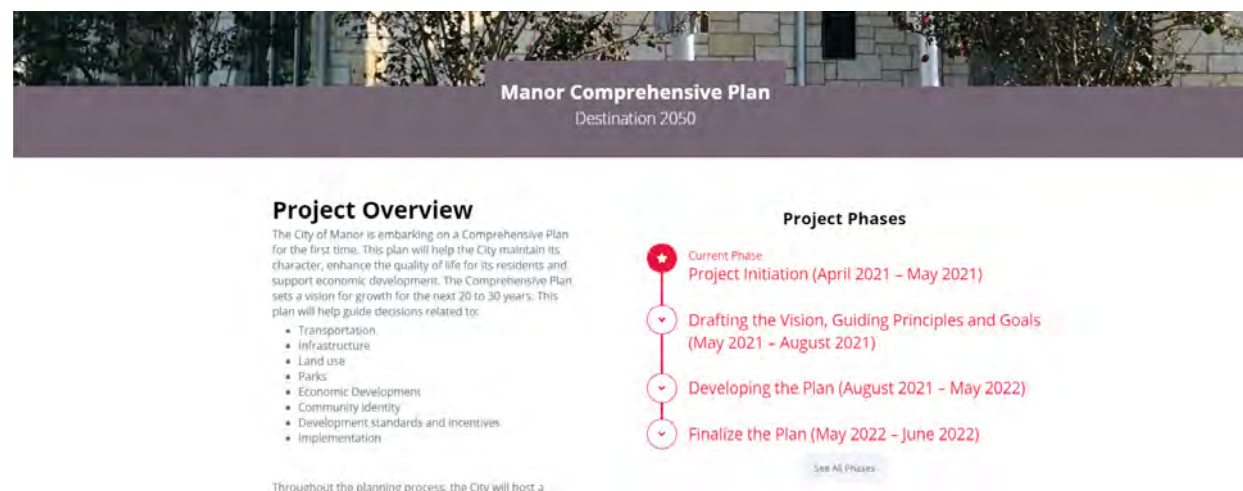 Manor Comprehensive Plan
Destination 2050
Project Overview
The City of Manor is embarking on a Comprehensive Plan
for the first time. This plan will help the City maintain its
character, enhance the quality of life for its residents and
support economic development. The Comprehensive Plan
sets a vision for growth for the next 20 to 30 years. This
plan will help guide decisions related to:
Transportation
Infrastructure
Land use
Parks
Economic Development
Community identity
Development standards and incentives
Implementation
Throughout the planning process, the City will host a
Project Phases
Current Phase
Project Initiation (April 2021 – May 2021)
Drafting the Vision, Guiding Principles and Goals
(May 2021 – August 2021)
Developing the Plan (August 2021 – May 2022)
Finalize the Plan (May 2022 – June 2022)
See All Phases